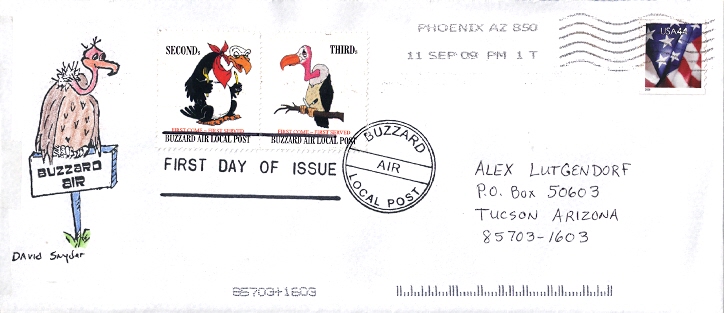 PHOENIX AZ 850
11 SEP 09 PM 1 T
USA44
SECONDs
THIRDs
FIRST COME - FIRST SERVED
BUZZARD AIR LOCAL POST
FIRST COME - FIRST SERVED
BUZZARD AIR LOCAL POST
FIRST DAY OF ISSUE
BUZZARD
AIR
LOCAL POST
BUZZARD
AIR
David Snyder
ALEX LUTGENDORF
P.O. BOX 50603
TUCSON ARIZONA
85703-1603
85703+1603